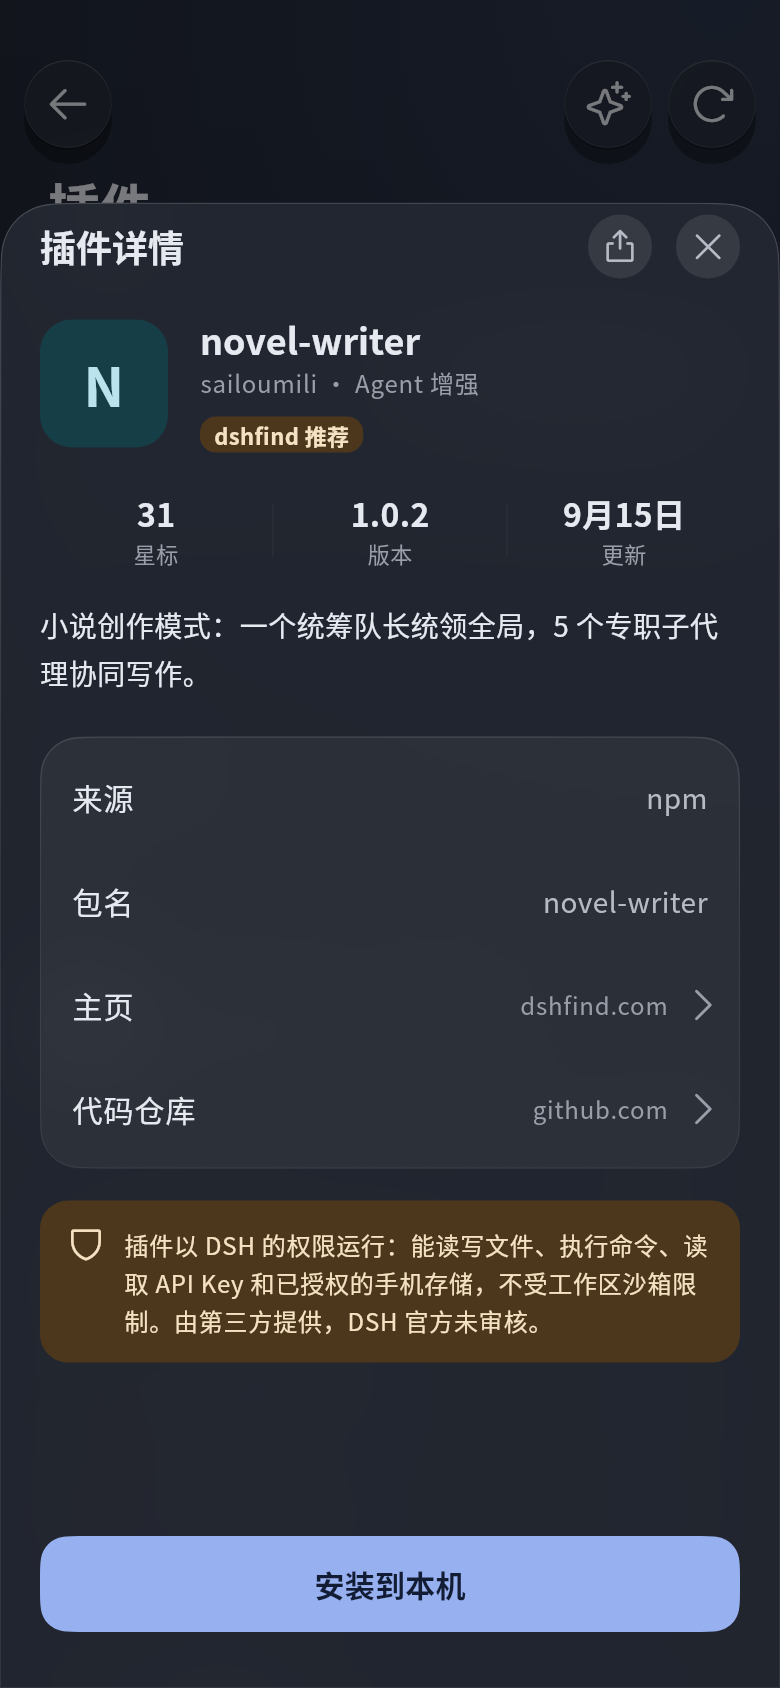 插件
插件详情
N
novel-writer
sailoumili · Agent 增强
dshfind 推荐
31
星标
1.0.2
版本
9月15日
更新
小说创作模式：一个统筹队长统领全局，5 个专职子代
理协同写作。
来源
npm
包名
novel-writer
主页
dshfind.com
代码仓库
github.com
插件以 DSH 的权限运行：能读写文件、执行命令、读
取 API Key 和已授权的手机存储，不受工作区沙箱限
制。由第三方提供，DSH 官方未审核。
安装到本机